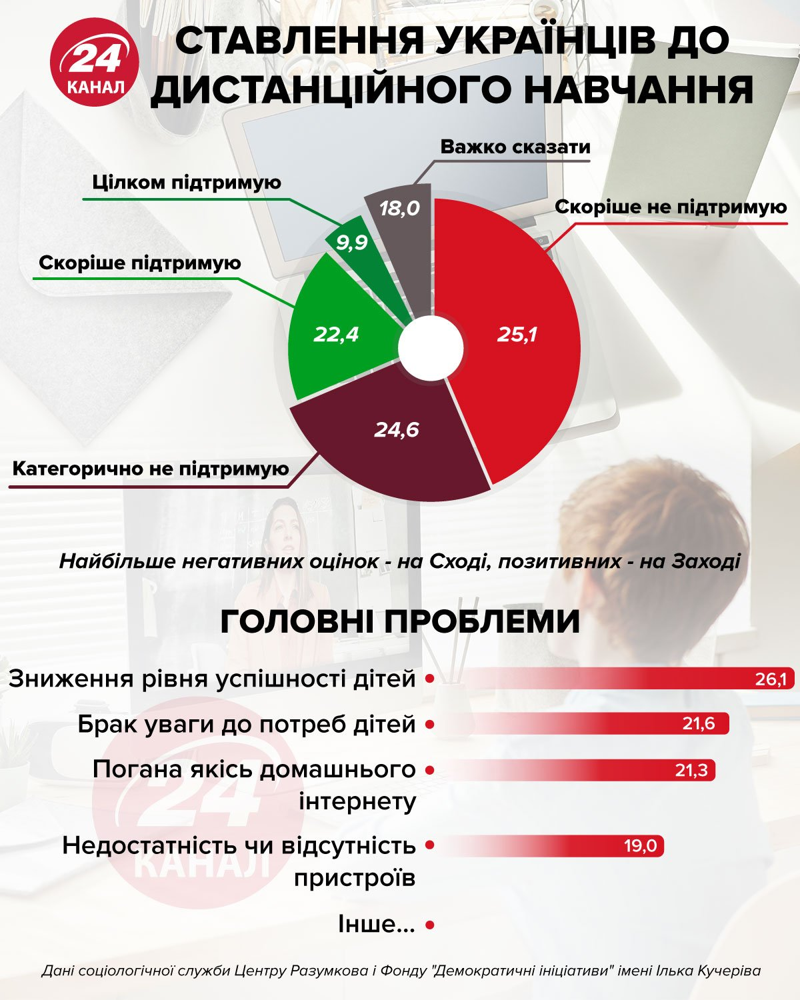 24
КАНАЛ
СТАВЛЕННЯ УКРАЇНЦІВ ДО
ДИСТАНЦІЙНОГО НАВЧАННЯ
Важко сказати
Цілком підтримую
Скоріше не підтримую
Скоріше підтримую
18,0
9,9
22,4
25,1
24,6
Категорично не підтримую
Найбільше негативних оцінок - на Сході, позитивних - на Заході
ГОЛОВНІ ПРОБЛЕМИ
Зниження рівня успішності дітей
26,1
Брак уваги до потреб дітей
21,6
Погана якісь домашнього
інтернету
21,3
Недостатність чи відсутність
пристроїв
19,0
Інше...
24
КАНАЛ
Дані соціологічної служби Центру Разумкова і Фонду "Демократичні ініціативи" імені Ілька Кучеріва